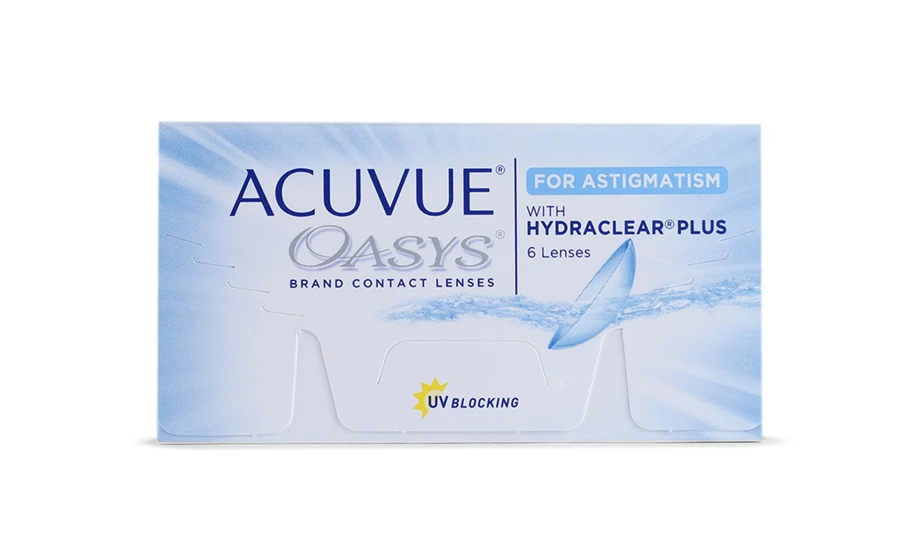 ACUVUE®
OASYS®
BRAND CONTACT LENSES
FOR ASTIGMATISM
WITH
HYDRACLEAR® PLUS
6 Lenses
UV BLOCKING